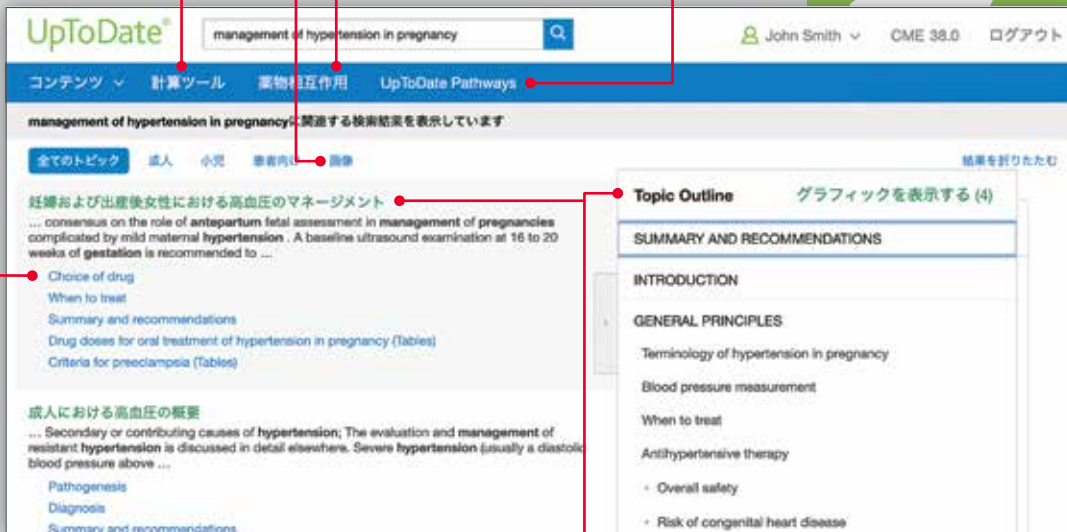 UpToDate®
management of hypertension in pregnancy
John Smith
CME 38.0
ログアウト
コンテンツ
計算ツール
薬物相互作用
UpToDate Pathways
management of hypertension in pregnancyに関連する検索結果を表示しています
全てのトピック
成人
小児
患者向け
画像
結果を折りたたむ
妊婦および出産後女性における高血圧のマネージメント
... consensus on the role of antepartum fetal assessment in management of pregnancies
complicated by mild maternal hypertension . A baseline ultrasound examination at 16 to 20
weeks of gestation is recommended to ...
Choice of drug
When to treat
Summary and recommendations
Drug doses for oral treatment of hypertension in pregnancy (Tables)
Criteria for preeclampsia (Tables)
成人における高血圧の概要
... Secondary or contributing causes of hypertension; The evaluation and management of
resistant hypertension is discussed in detail elsewhere. Severe hypertension (usually a diastolic
blood pressure above ...
Pathogenesis
Diagnosis
Summary and recommendations
Topic Outline
グラフィックを表示する (4)
SUMMARY AND RECOMMENDATIONS
INTRODUCTION
GENERAL PRINCIPLES
Terminology of hypertension in pregnancy
Blood pressure measurement
When to treat
Antihypertensive therapy
• Overall safety
• Risk of congenital heart disease